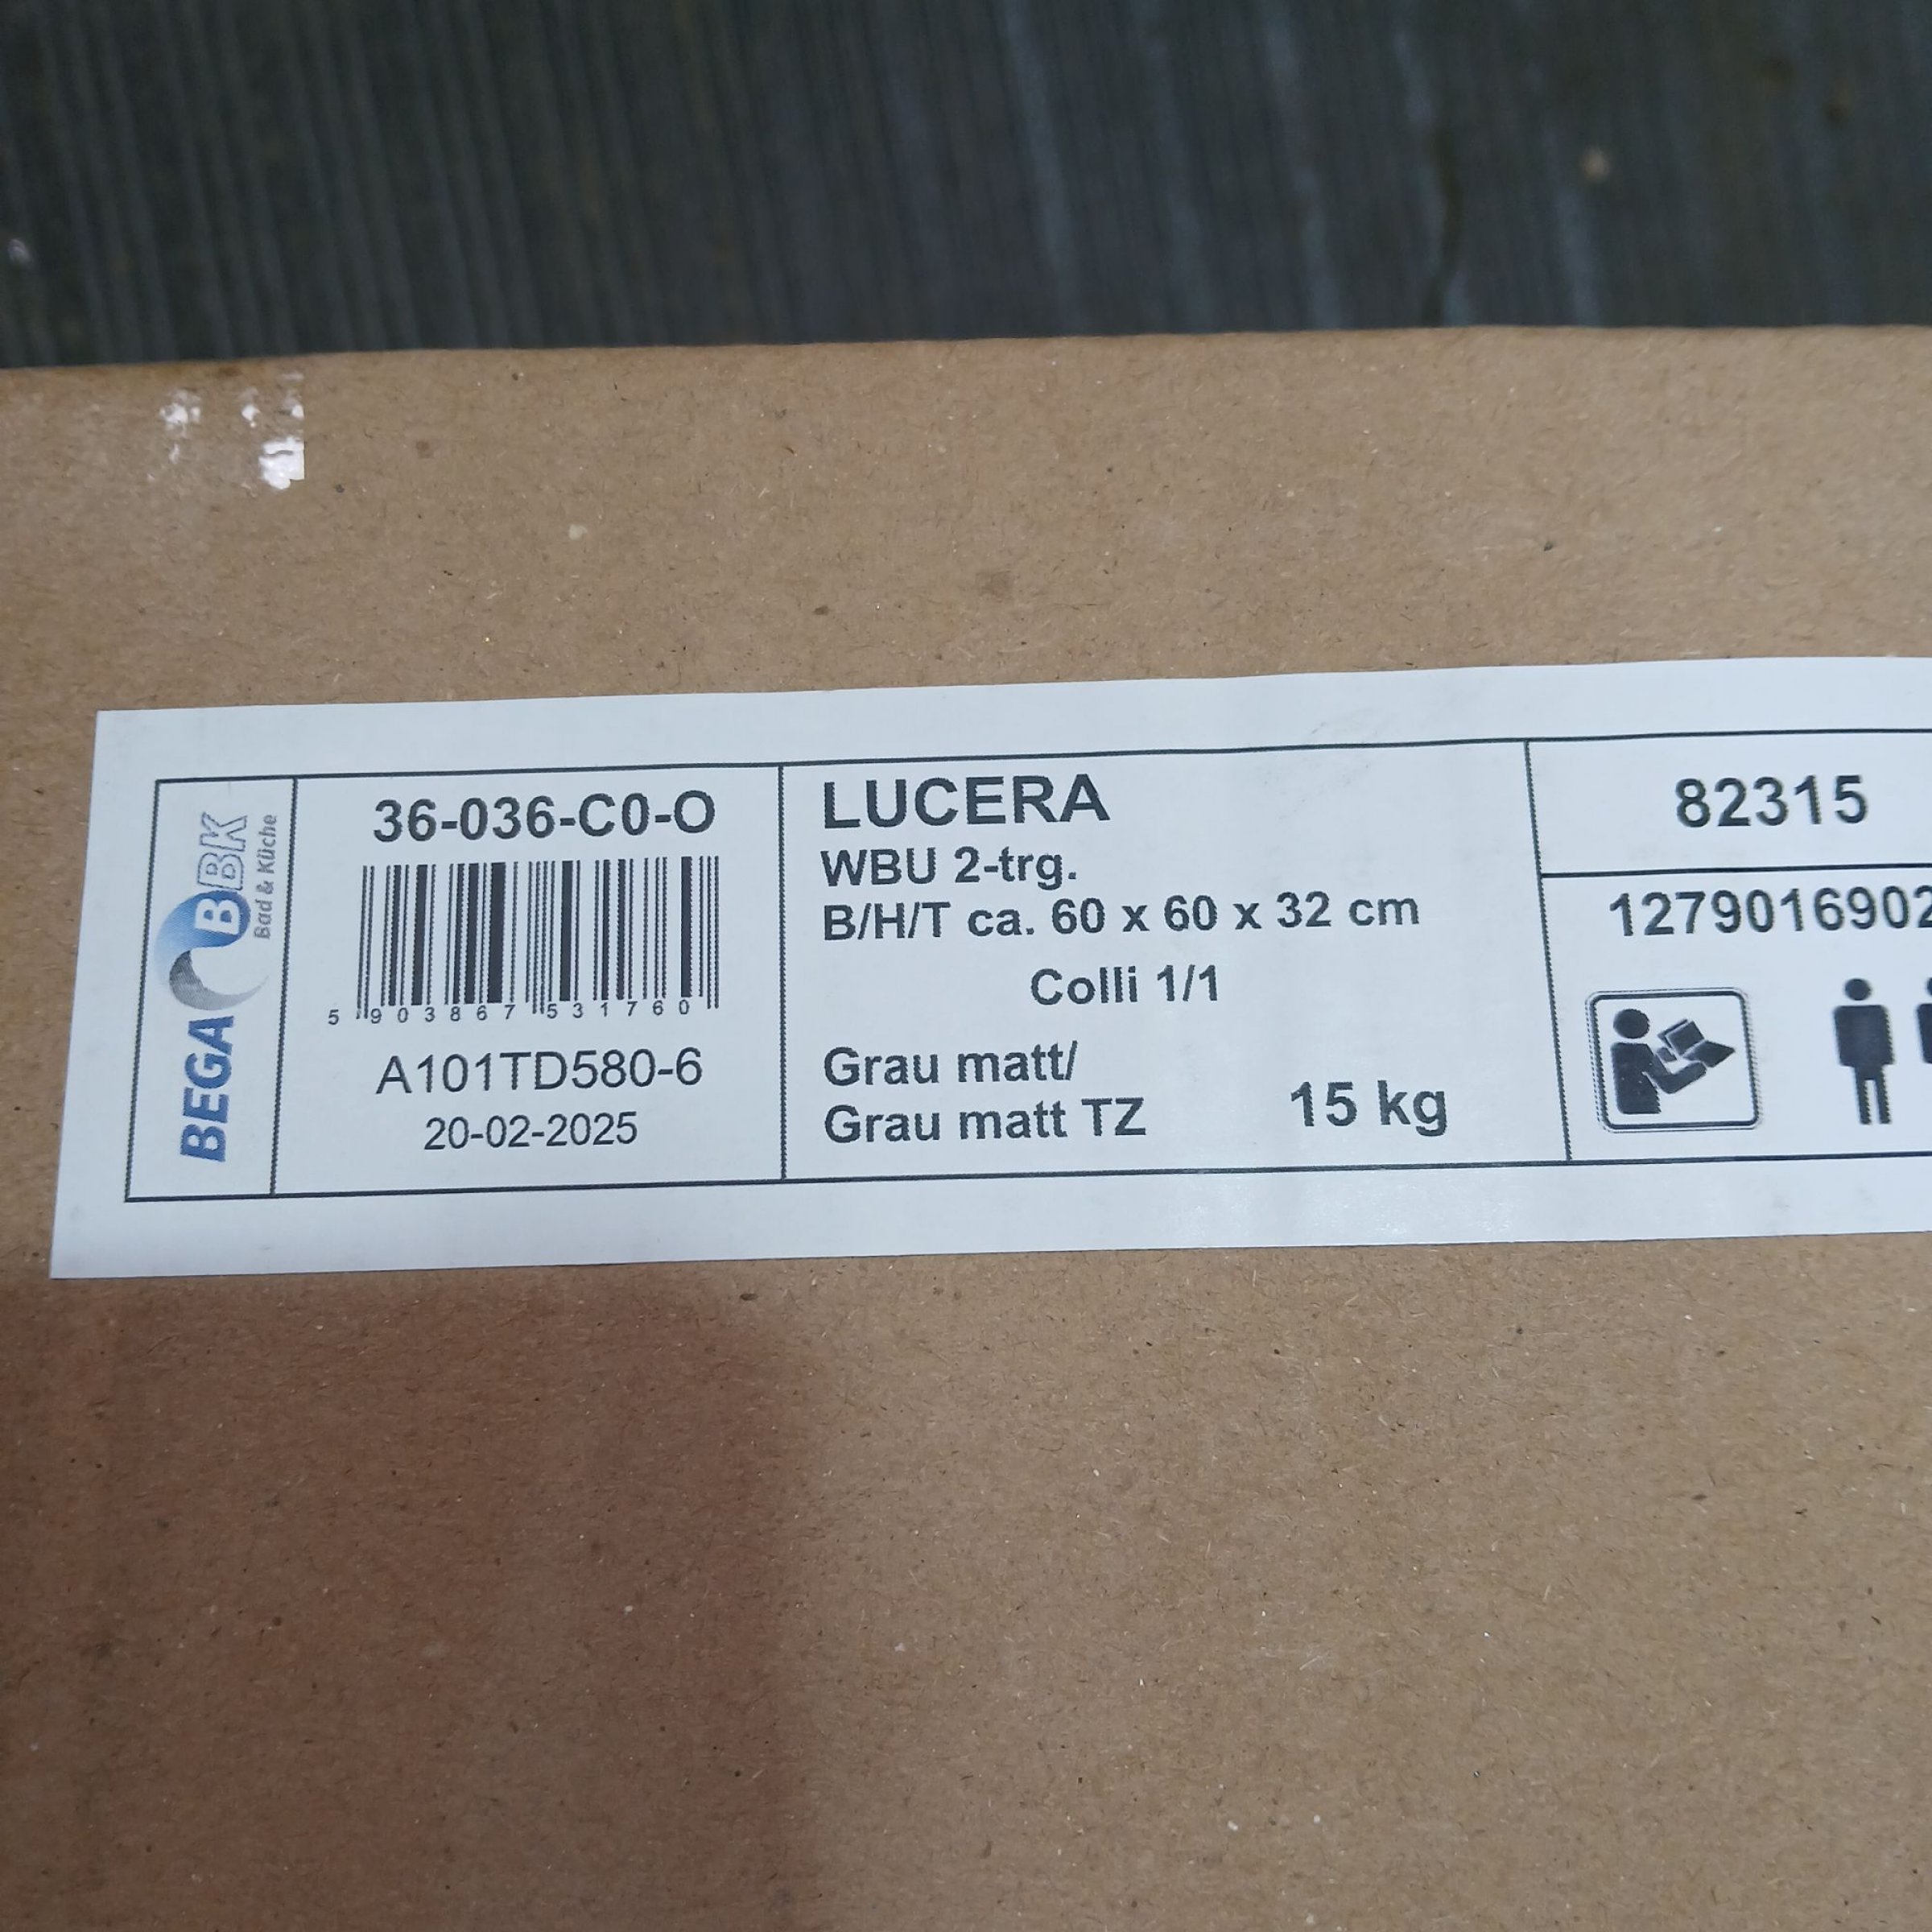 BEGA BBK
Bad & Küche
36-036-C0-O
5 903867 531760
A101TD580-6
20-02-2025
LUCERA
WBU 2-trg.
B/H/T ca. 60 x 60 x 32 cm
Colli 1/1
Grau matt/
Grau matt TZ
15 kg
82315
1279016902